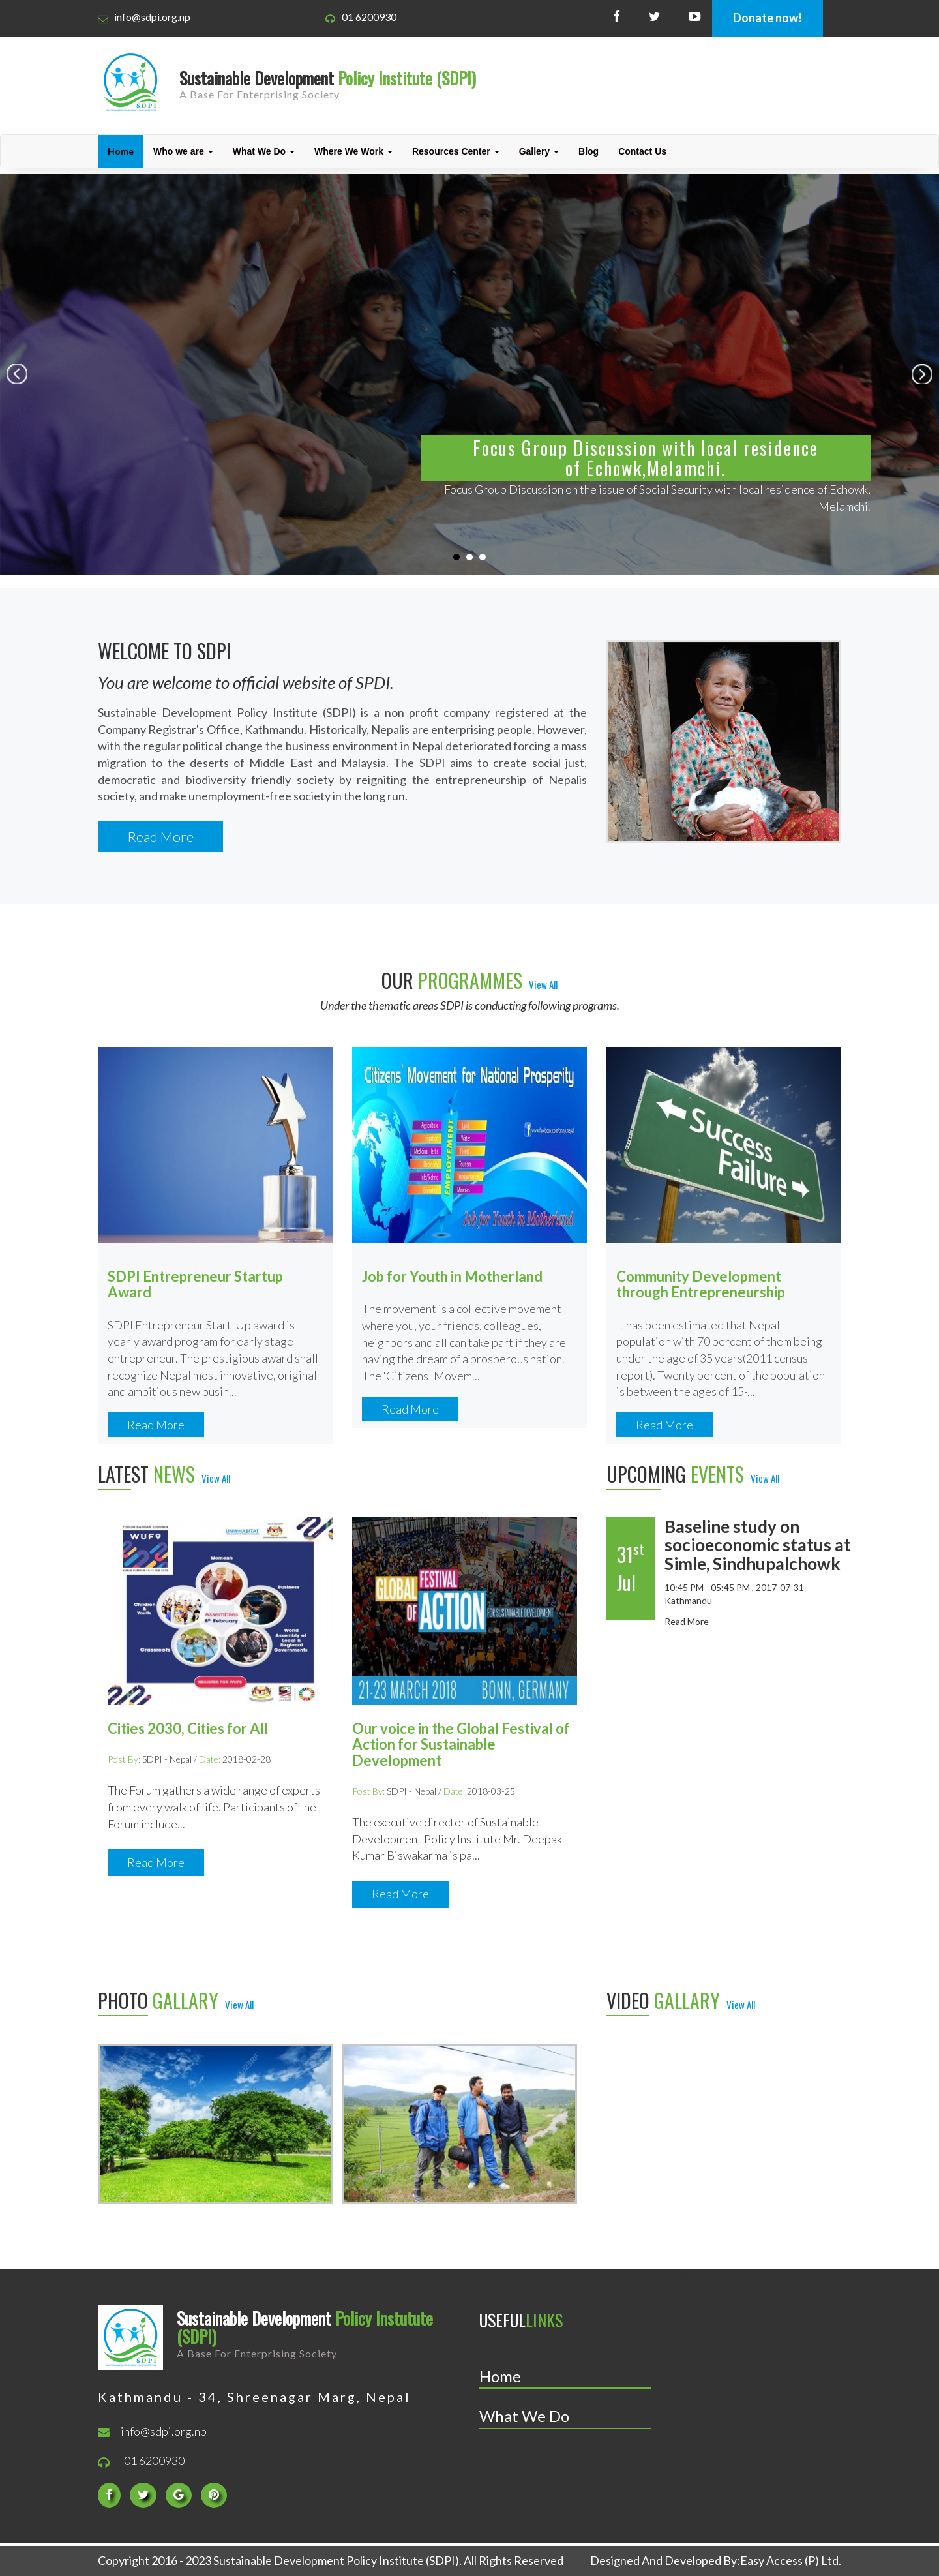 info@sdpi.org.np
01 6200930
Donate now!
SDPI
Sustainable Development Policy Institute (SDPI)
A Base For Enterprising Society
Home
Who we are
What We Do
Where We Work
Resources Center
Gallery
Blog
Contact Us
Focus Group Discussion with local residence
of Echowk,Melamchi.
Focus Group Discussion on the issue of Social Security with local residence of Echowk,
Melamchi.
WELCOME TO SDPI
You are welcome to official website of SPDI.
Sustainable Development Policy Institute (SDPI) is a non profit company registered at the
Company Registrar's Office, Kathmandu. Historically, Nepalis are enterprising people. However,
with the regular political change the business environment in Nepal deteriorated forcing a mass
migration to the deserts of Middle East and Malaysia. The SDPI aims to create social just,
democratic and biodiversity friendly society by reigniting the entrepreneurship of Nepalis
society, and make unemployment-free society in the long run.
Read More
OUR PROGRAMMES View All
Under the thematic areas SDPI is conducting following programs.
Citizens' Movement for National Prosperity
EMPLOYEMENT
Job for Youth in Motherland
Success
Failure
SDPI Entrepreneur Startup
Award
SDPI Entrepreneur Start-Up award is
yearly award program for early stage
entrepreneur. The prestigious award shall
recognize Nepal most innovative, original
and ambitious new busin...
Read More
Job for Youth in Motherland
The movement is a collective movement
where you, your friends, colleagues,
neighbors and all can take part if they are
having the dream of a prosperous nation.
The 'Citizens' Movem...
Read More
Community Development
through Entrepreneurship
It has been estimated that Nepal
population with 70 percent of them being
under the age of 35 years(2011 census
report). Twenty percent of the population
is between the ages of 15-...
Read More
LATEST NEWS View All
UPCOMING EVENTS View All
WUF9
UN HABITAT
Women's
Business
Children & Youth
Assemblies
8th February
World Assembly of Local & Regional Governments
Grassroots
REGISTER FOR WUF9
Cities 2030, Cities for All
Post By: SDPI - Nepal / Date: 2018-02-28
The Forum gathers a wide range of experts
from every walk of life. Participants of the
Forum include...
Read More
GLOBAL FESTIVAL
OF ACTION FOR SUSTAINABLE DEVELOPMENT
21-23 MARCH 2018 BONN, GERMANY
Our voice in the Global Festival of
Action for Sustainable
Development
Post By: SDPI - Nepal / Date: 2018-03-25
The executive director of Sustainable
Development Policy Institute Mr. Deepak
Kumar Biswakarma is pa...
Read More
31st
Jul
Baseline study on
socioeconomic status at
Simle, Sindhupalchowk
10:45 PM - 05:45 PM , 2017-07-31
Kathmandu
Read More
PHOTO GALLARY View All
VIDEO GALLARY View All
SDPI
Sustainable Development Policy Instutute
(SDPI)
A Base For Enterprising Society
Kathmandu - 34, Shreenagar Marg, Nepal
info@sdpi.org.np
01 6200930
USEFULLINKS
Home
What We Do
Copyright 2016 - 2023 Sustainable Development Policy Institute (SDPI). All Rights Reserved
Designed And Developed By:Easy Access (P) Ltd.